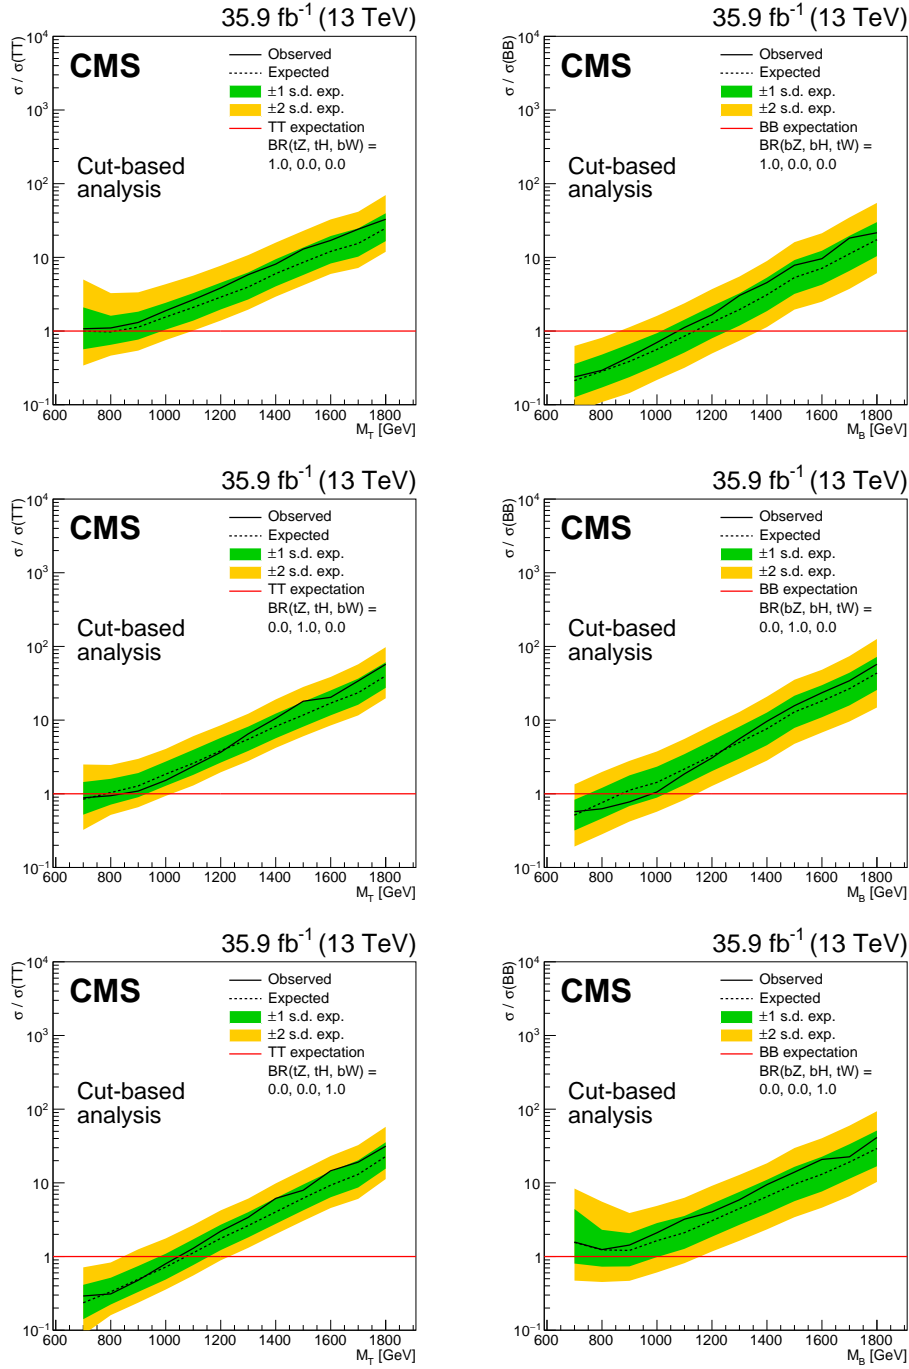 35.9 fb⁻¹ (13 TeV)
σ / σ(TT)
CMS
Observed
Expected
±1 s.d. exp.
±2 s.d. exp.
TT expectation
BR(tZ, tH, bW) =
1.0, 0.0, 0.0
Cut-based
analysis
10⁴
10³
10²
10
1
10⁻¹
600 800 1000 1200 1400 1600 1800
M_T [GeV]
35.9 fb⁻¹ (13 TeV)
σ / σ(BB)
CMS
Observed
Expected
±1 s.d. exp.
±2 s.d. exp.
BB expectation
BR(bZ, bH, tW) =
1.0, 0.0, 0.0
Cut-based
analysis
10⁴
10³
10²
10
1
10⁻¹
600 800 1000 1200 1400 1600 1800
M_B [GeV]
35.9 fb⁻¹ (13 TeV)
σ / σ(TT)
CMS
Observed
Expected
±1 s.d. exp.
±2 s.d. exp.
TT expectation
BR(tZ, tH, bW) =
0.0, 1.0, 0.0
Cut-based
analysis
10⁴
10³
10²
10
1
10⁻¹
600 800 1000 1200 1400 1600 1800
M_T [GeV]
35.9 fb⁻¹ (13 TeV)
σ / σ(BB)
CMS
Observed
Expected
±1 s.d. exp.
±2 s.d. exp.
BB expectation
BR(bZ, bH, tW) =
0.0, 1.0, 0.0
Cut-based
analysis
10⁴
10³
10²
10
1
10⁻¹
600 800 1000 1200 1400 1600 1800
M_B [GeV]
35.9 fb⁻¹ (13 TeV)
σ / σ(TT)
CMS
Observed
Expected
±1 s.d. exp.
±2 s.d. exp.
TT expectation
BR(tZ, tH, bW) =
0.0, 0.0, 1.0
Cut-based
analysis
10⁴
10³
10²
10
1
10⁻¹
600 800 1000 1200 1400 1600 1800
M_T [GeV]
35.9 fb⁻¹ (13 TeV)
σ / σ(BB)
CMS
Observed
Expected
±1 s.d. exp.
±2 s.d. exp.
BB expectation
BR(bZ, bH, tW) =
0.0, 0.0, 1.0
Cut-based
analysis
10⁴
10³
10²
10
1
10⁻¹
600 800 1000 1200 1400 1600 1800
M_B [GeV]